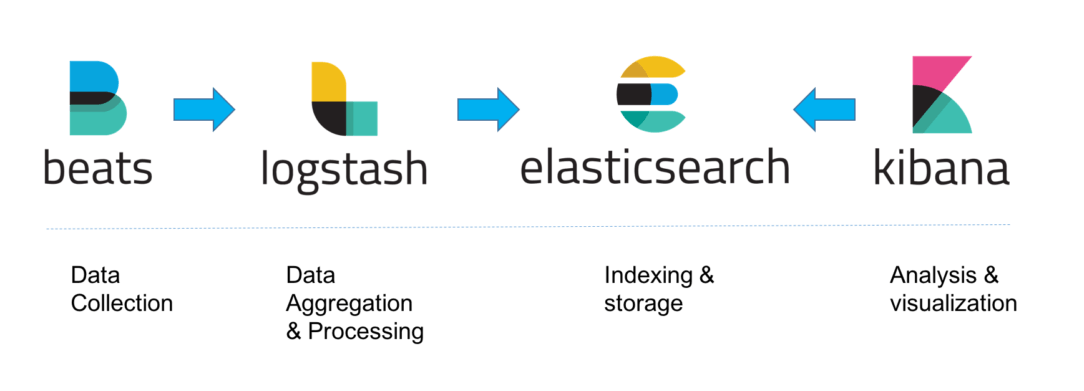 beats
logstash
elasticsearch
kibana
Data
Collection
Data
Aggregation
& Processing
Indexing &
storage
Analysis &
visualization